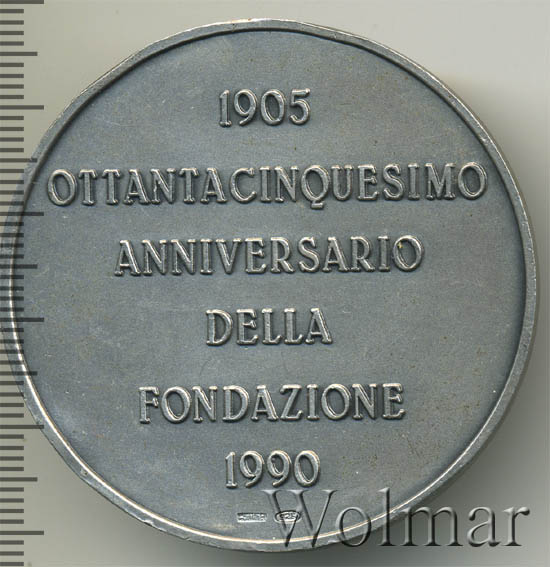 1905
OTTANTACINQUESIMO
ANNIVERSARIO
DELLA
FONDAZIONE
1990
Wolmar